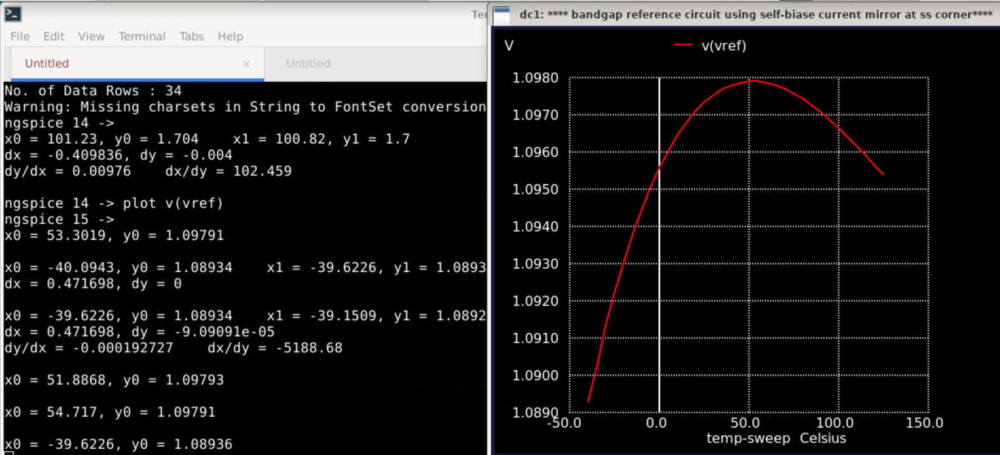 Ter
File Edit View Terminal Tabs Help
Untitled × Untitled
No. of Data Rows : 34
Warning: Missing charsets in String to FontSet conversion
ngspice 14 ->
x0 = 101.23, y0 = 1.704    x1 = 100.82, y1 = 1.7
dx = -0.409836, dy = -0.004
dy/dx = 0.00976    dx/dy = 102.459
ngspice 14 -> plot v(vref)
ngspice 15 ->
x0 = 53.3019, y0 = 1.09791
x0 = -40.0943, y0 = 1.08934    x1 = -39.6226, y1 = 1.0893
dx = 0.471698, dy = 0
x0 = -39.6226, y0 = 1.08934    x1 = -39.1509, y1 = 1.0892
dx = 0.471698, dy = -9.09091e-05
dy/dx = -0.000192727    dx/dy = -5188.68
x0 = 51.8868, y0 = 1.09793
x0 = 54.717, y0 = 1.09791
x0 = -39.6226, y0 = 1.08936
dc1: **** bandgap reference circuit using self-biase current mirror at ss corner****
V
v(vref)
1.0980
1.0970
1.0960
1.0950
1.0940
1.0930
1.0920
1.0910
1.0900
1.0890
-50.0 0.0 50.0 100.0 150.0
temp-sweep Celsius